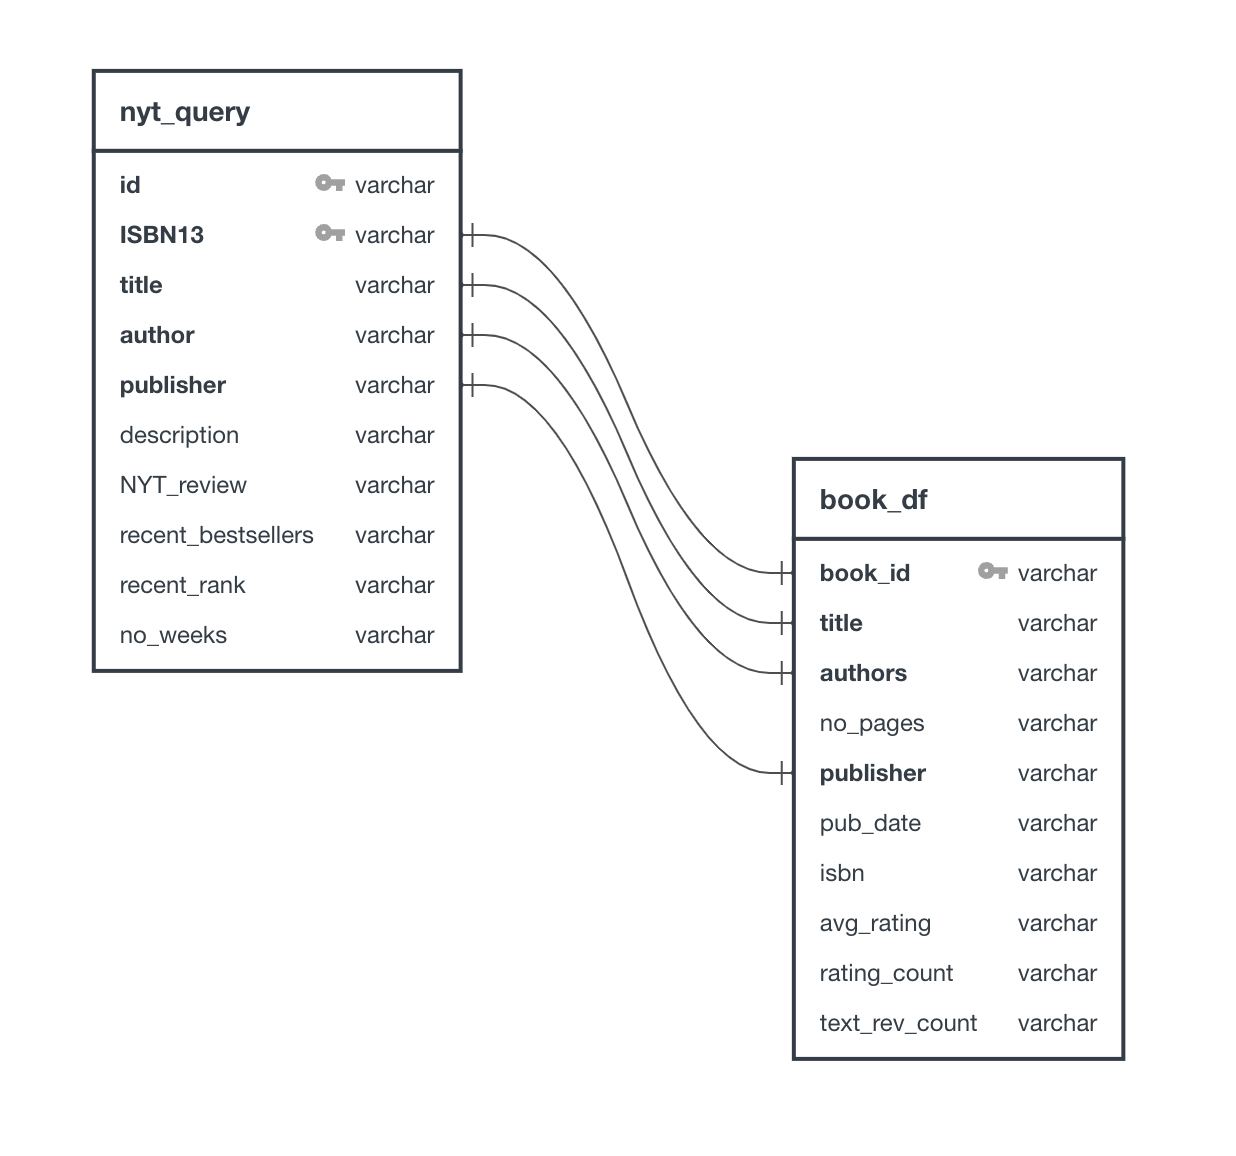 nyt_query
id varchar
ISBN13 varchar
title varchar
author varchar
publisher varchar
description varchar
NYT_review varchar
recent_bestsellers varchar
recent_rank varchar
no_weeks varchar
book_df
book_id varchar
title varchar
authors varchar
no_pages varchar
publisher varchar
pub_date varchar
isbn varchar
avg_rating varchar
rating_count varchar
text_rev_count varchar